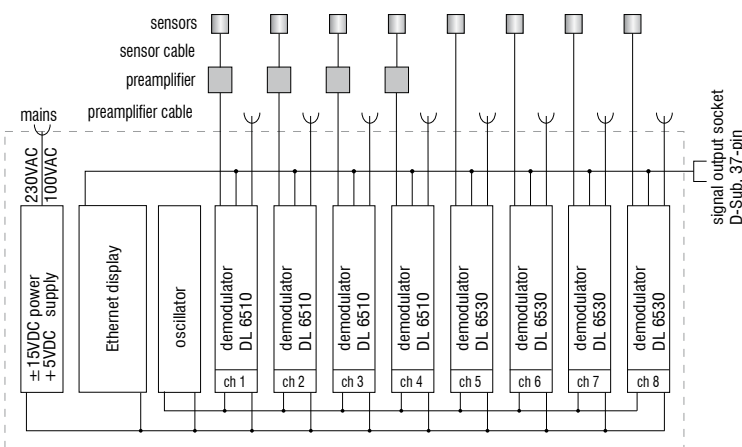 sensors
sensor cable
preamplifier
preamplifier cable
mains
230VAC
100VAC
signal output socket
D-Sub. 37-pin
± 15VDC power
+ 5VDC supply
Ethernet display
oscillator
demodulator
DL 6510
demodulator
DL 6510
demodulator
DL 6510
demodulator
DL 6510
demodulator
DL 6530
demodulator
DL 6530
demodulator
DL 6530
demodulator
DL 6530
ch 1
ch 2
ch 3
ch 4
ch 5
ch 6
ch 7
ch 8